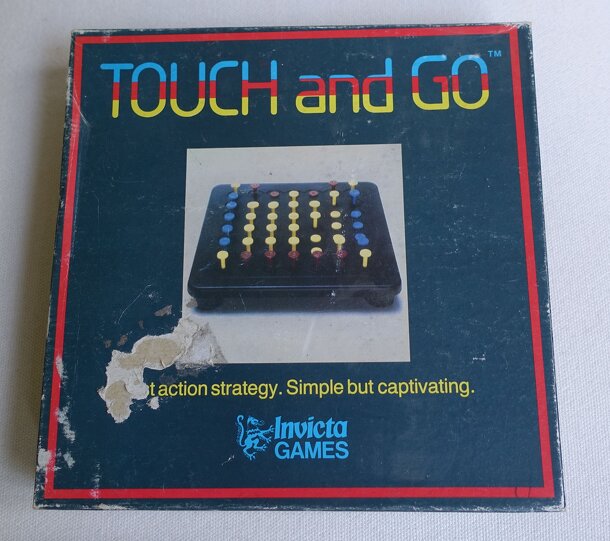 TOUCH and GO™
t action strategy. Simple but captivating.
Invicta
GAMES